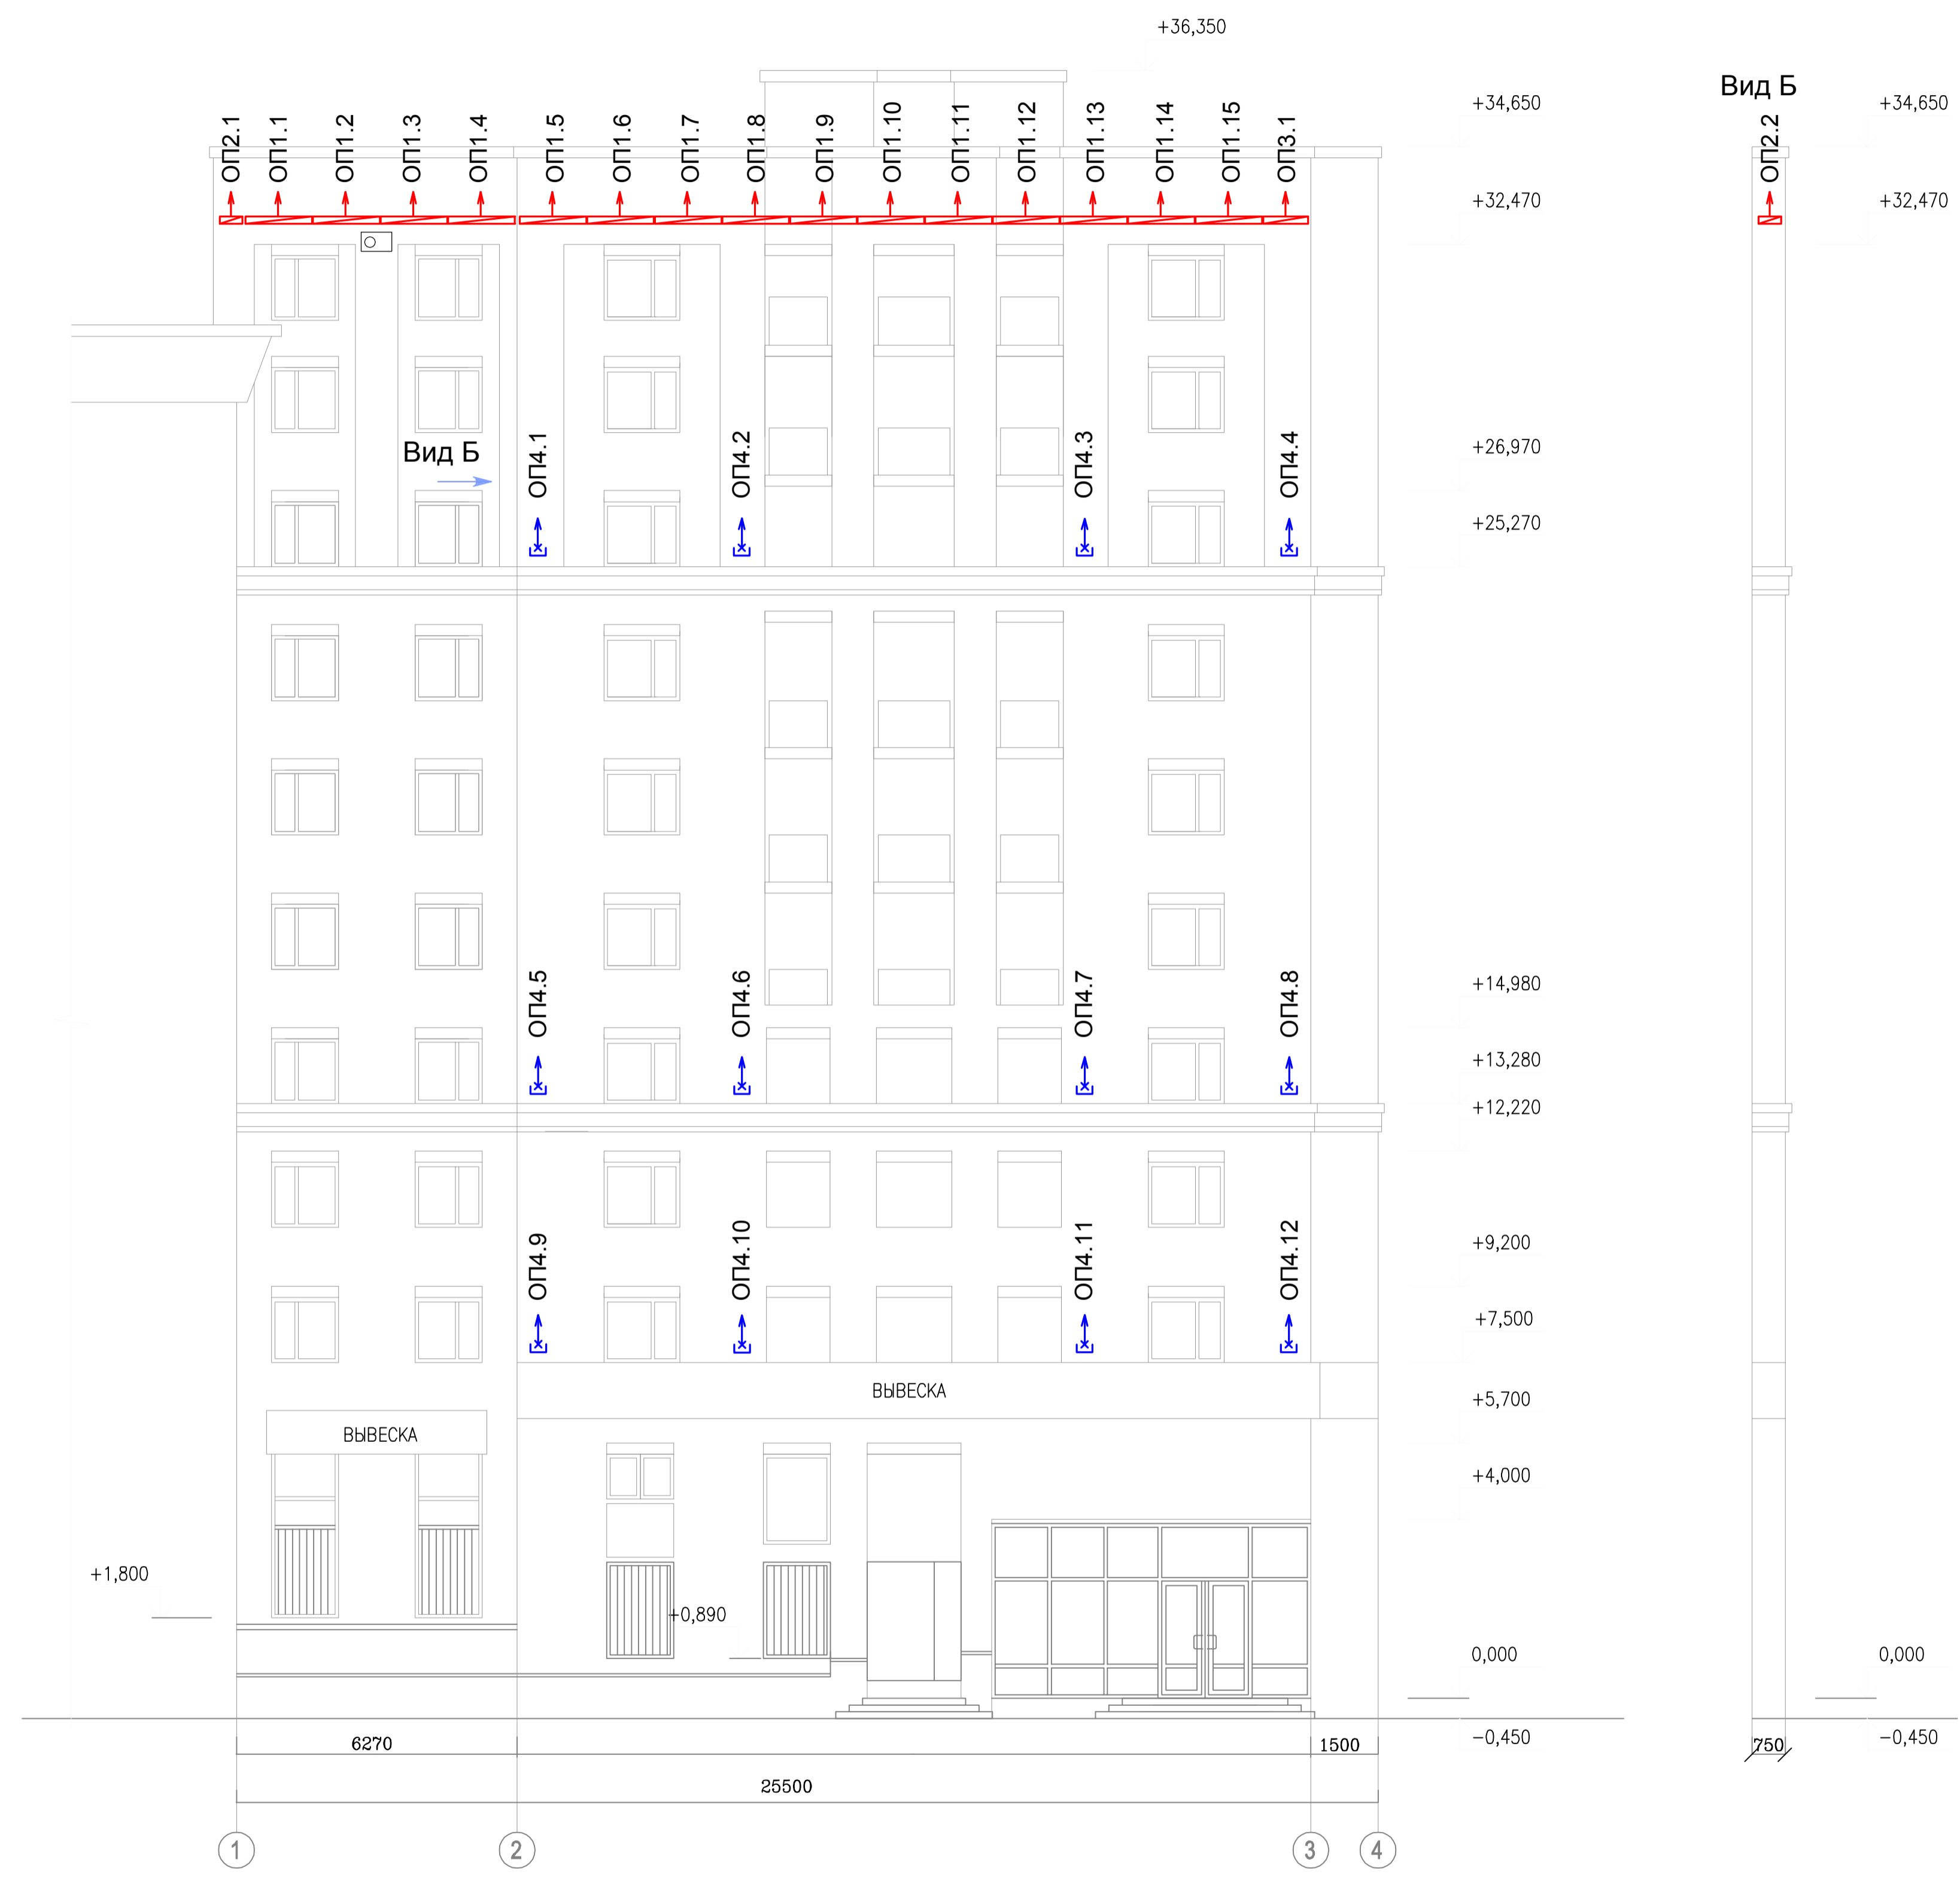 +36,350
Вид Б
+34,650
+34,650
ОП2.1
ОП1.1
ОП1.2
ОП1.3
ОП1.4
ОП1.5
ОП1.6
ОП1.7
ОП1.8
ОП1.9
ОП1.10
ОП1.11
ОП1.12
ОП1.13
ОП1.14
ОП1.15
ОП3.1
ОП2.2
+32,470
+32,470
Вид Б
ОП4.1
ОП4.2
ОП4.3
ОП4.4
+26,970
+25,270
ОП4.5
ОП4.6
ОП4.7
ОП4.8
+14,980
+13,280
+12,220
ОП4.9
ОП4.10
ОП4.11
ОП4.12
+9,200
+7,500
ВЫВЕСКА
+5,700
ВЫВЕСКА
+4,000
+1,800
+0,890
0,000
0,000
-0,450
-0,450
6270
1500
750
25500
1
2
3
4